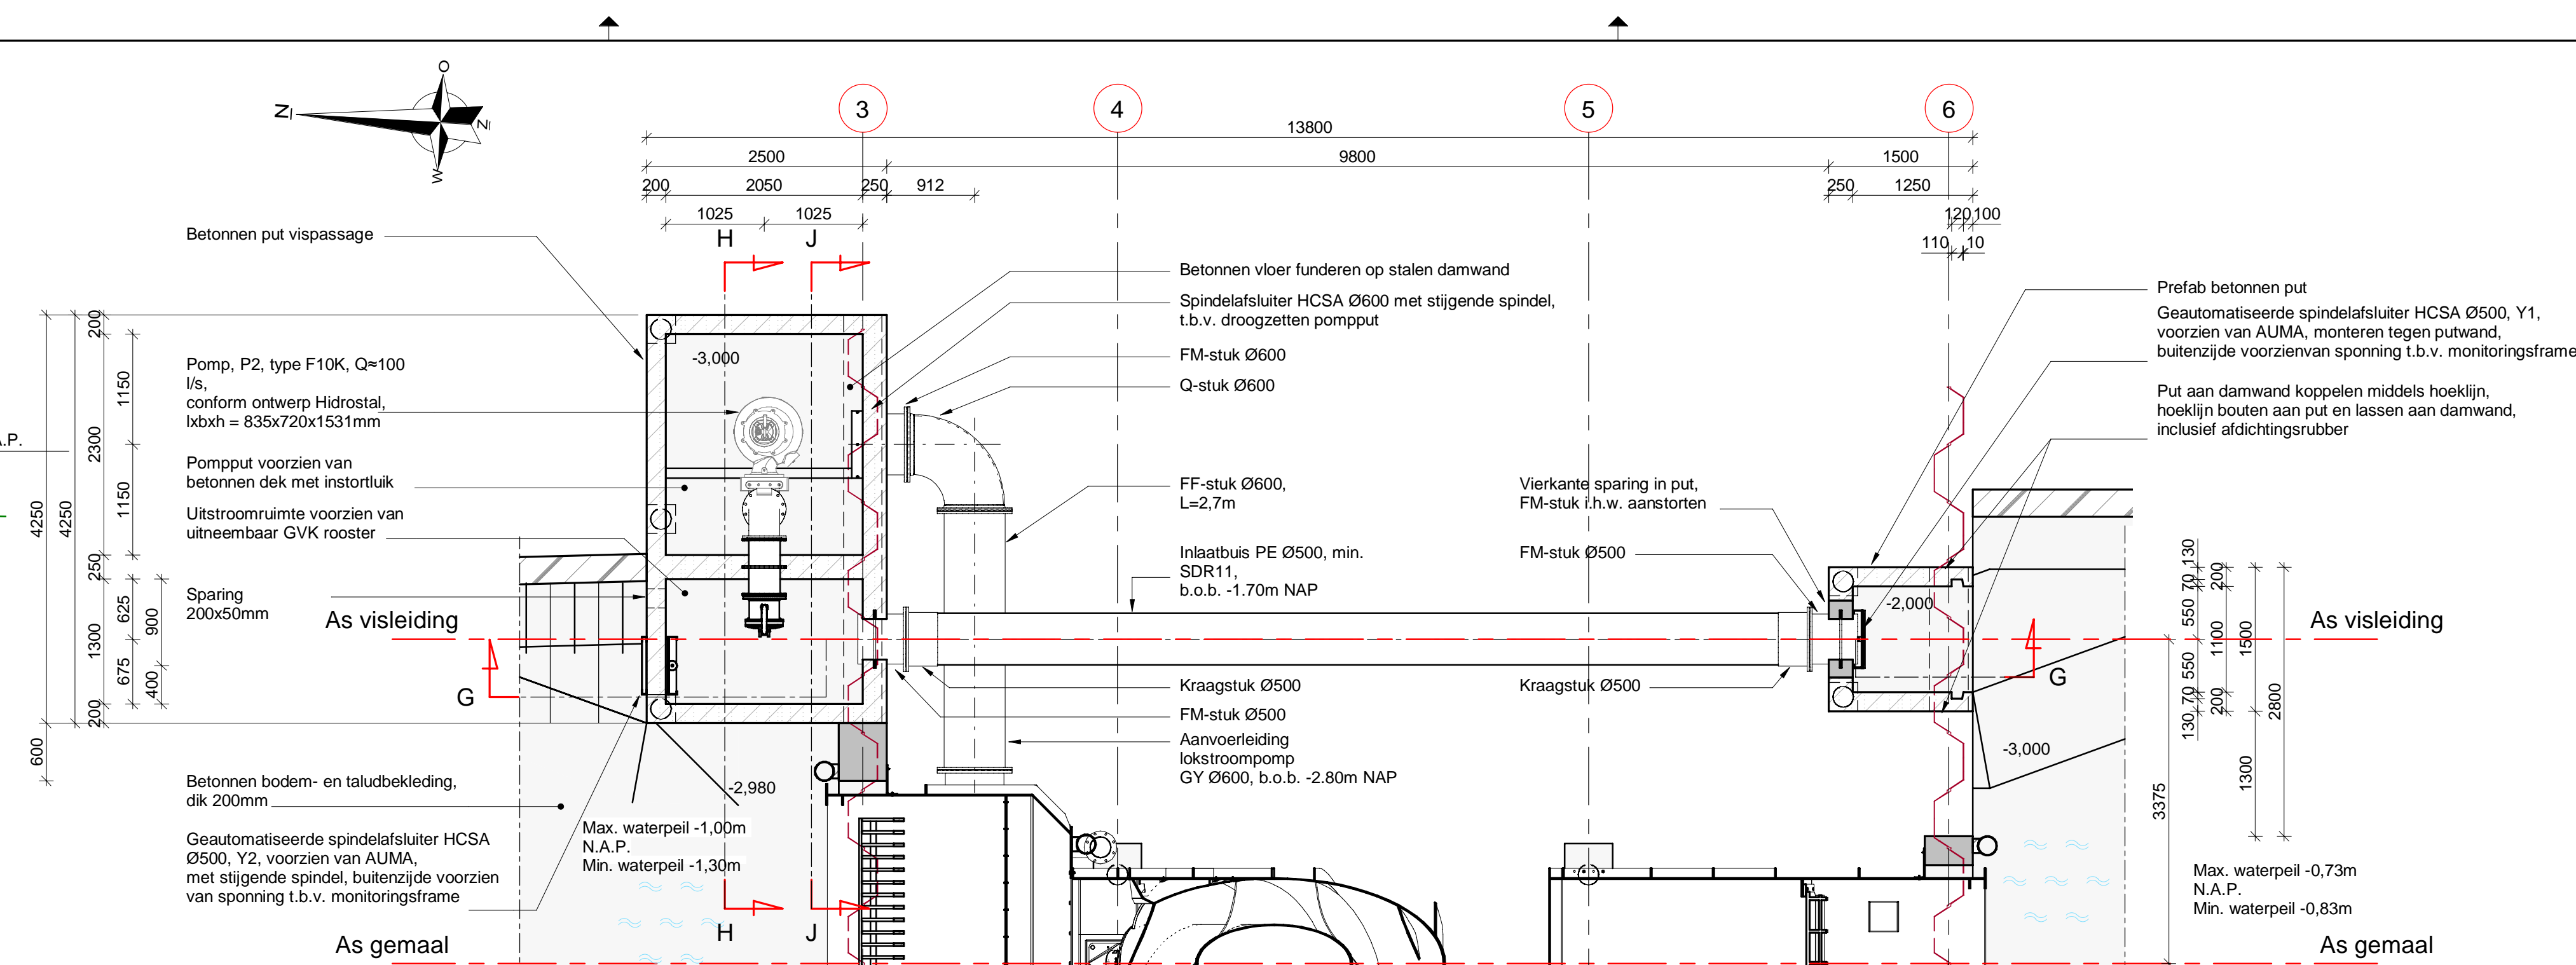 O
N
Z
W
3
4
5
6
13800
2500
9800
1500
200
2050
250
912
250
1250
1025
1025
120
100
110
10
H
J
Betonnen put vispassage
Pomp, P2, type F10K, Q≈100
l/s,
conform ontwerp Hidrostal,
lxbxh = 835x720x1531mm
Pompput voorzien van
betonnen dek met instortluik
Uitstroomruimte voorzien van
uitneembaar GVK rooster
Sparing
200x50mm
As visleiding
G
Betonnen bodem- en taludbekleding,
dik 200mm
Geautomatiseerde spindelafsluiter HCSA
Ø500, Y2, voorzien van AUMA,
met stijgende spindel, buitenzijde voorzien
van sponning t.b.v. monitoringsframe
As gemaal
A.P.
4250
4250
600
200
2300
250
1300
200
1150
1150
625
675
900
400
-3,000
-2,980
Max. waterpeil -1,00m
N.A.P.
Min. waterpeil -1,30m
H
J
Betonnen vloer funderen op stalen damwand
Spindelafsluiter HCSA Ø600 met stijgende spindel,
t.b.v. droogzetten pompput
FM-stuk Ø600
Q-stuk Ø600
FF-stuk Ø600,
L=2,7m
Inlaatbuis PE Ø500, min.
SDR11,
b.o.b. -1.70m NAP
Kraagstuk Ø500
FM-stuk Ø500
Aanvoerleiding
lokstroompomp
GY Ø600, b.o.b. -2.80m NAP
Vierkante sparing in put,
FM-stuk i.h.w. aanstorten
FM-stuk Ø500
Kraagstuk Ø500
Prefab betonnen put
Geautomatiseerde spindelafsluiter HCSA Ø500, Y1,
voorzien van AUMA, monteren tegen putwand,
buitenzijde voorzienvan sponning t.b.v. monitoringsframe
Put aan damwand koppelen middels hoeklijn,
hoeklijn bouten aan put en lassen aan damwand,
inclusief afdichtingsrubber
-2,000
-3,000
G
As visleiding
130
70
550
550
70
130
200
1100
200
1500
1300
2800
3375
Max. waterpeil -0,73m
N.A.P.
Min. waterpeil -0,83m
As gemaal